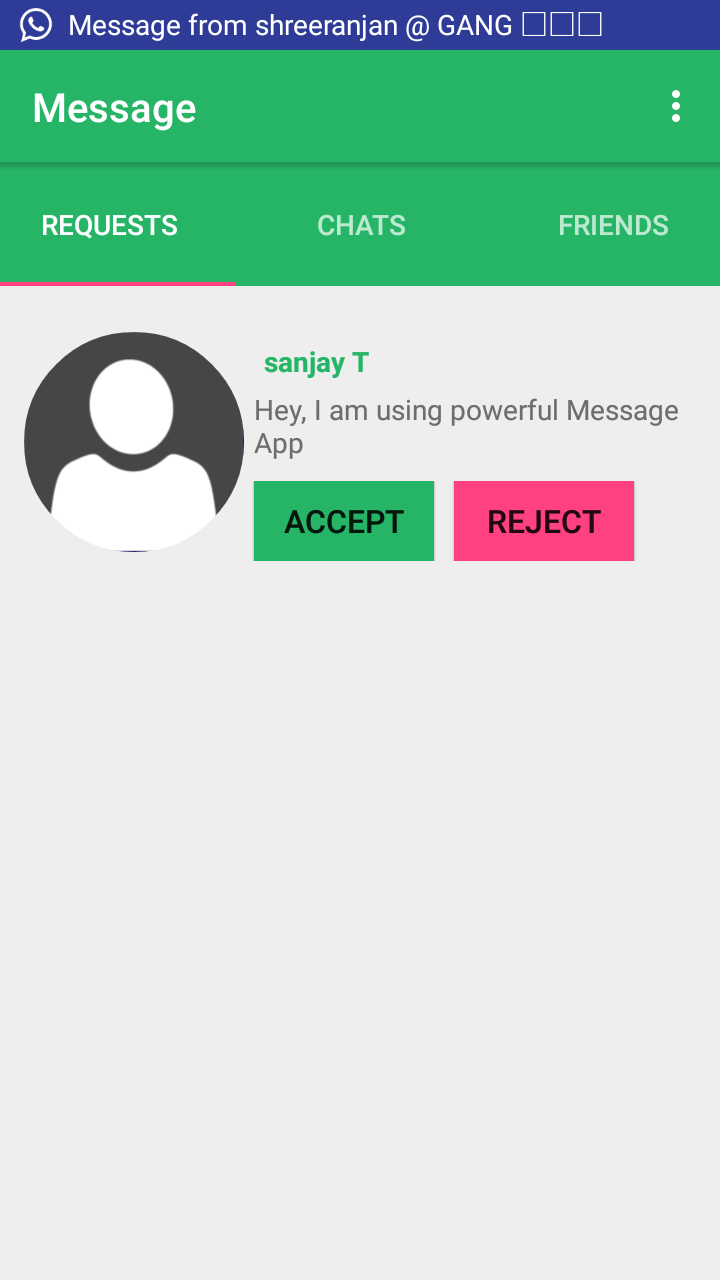 Message from shreeranjan @ GANG □□□
Message
REQUESTS
CHATS
FRIENDS
sanjay T
Hey, I am using powerful Message
App
ACCEPT
REJECT